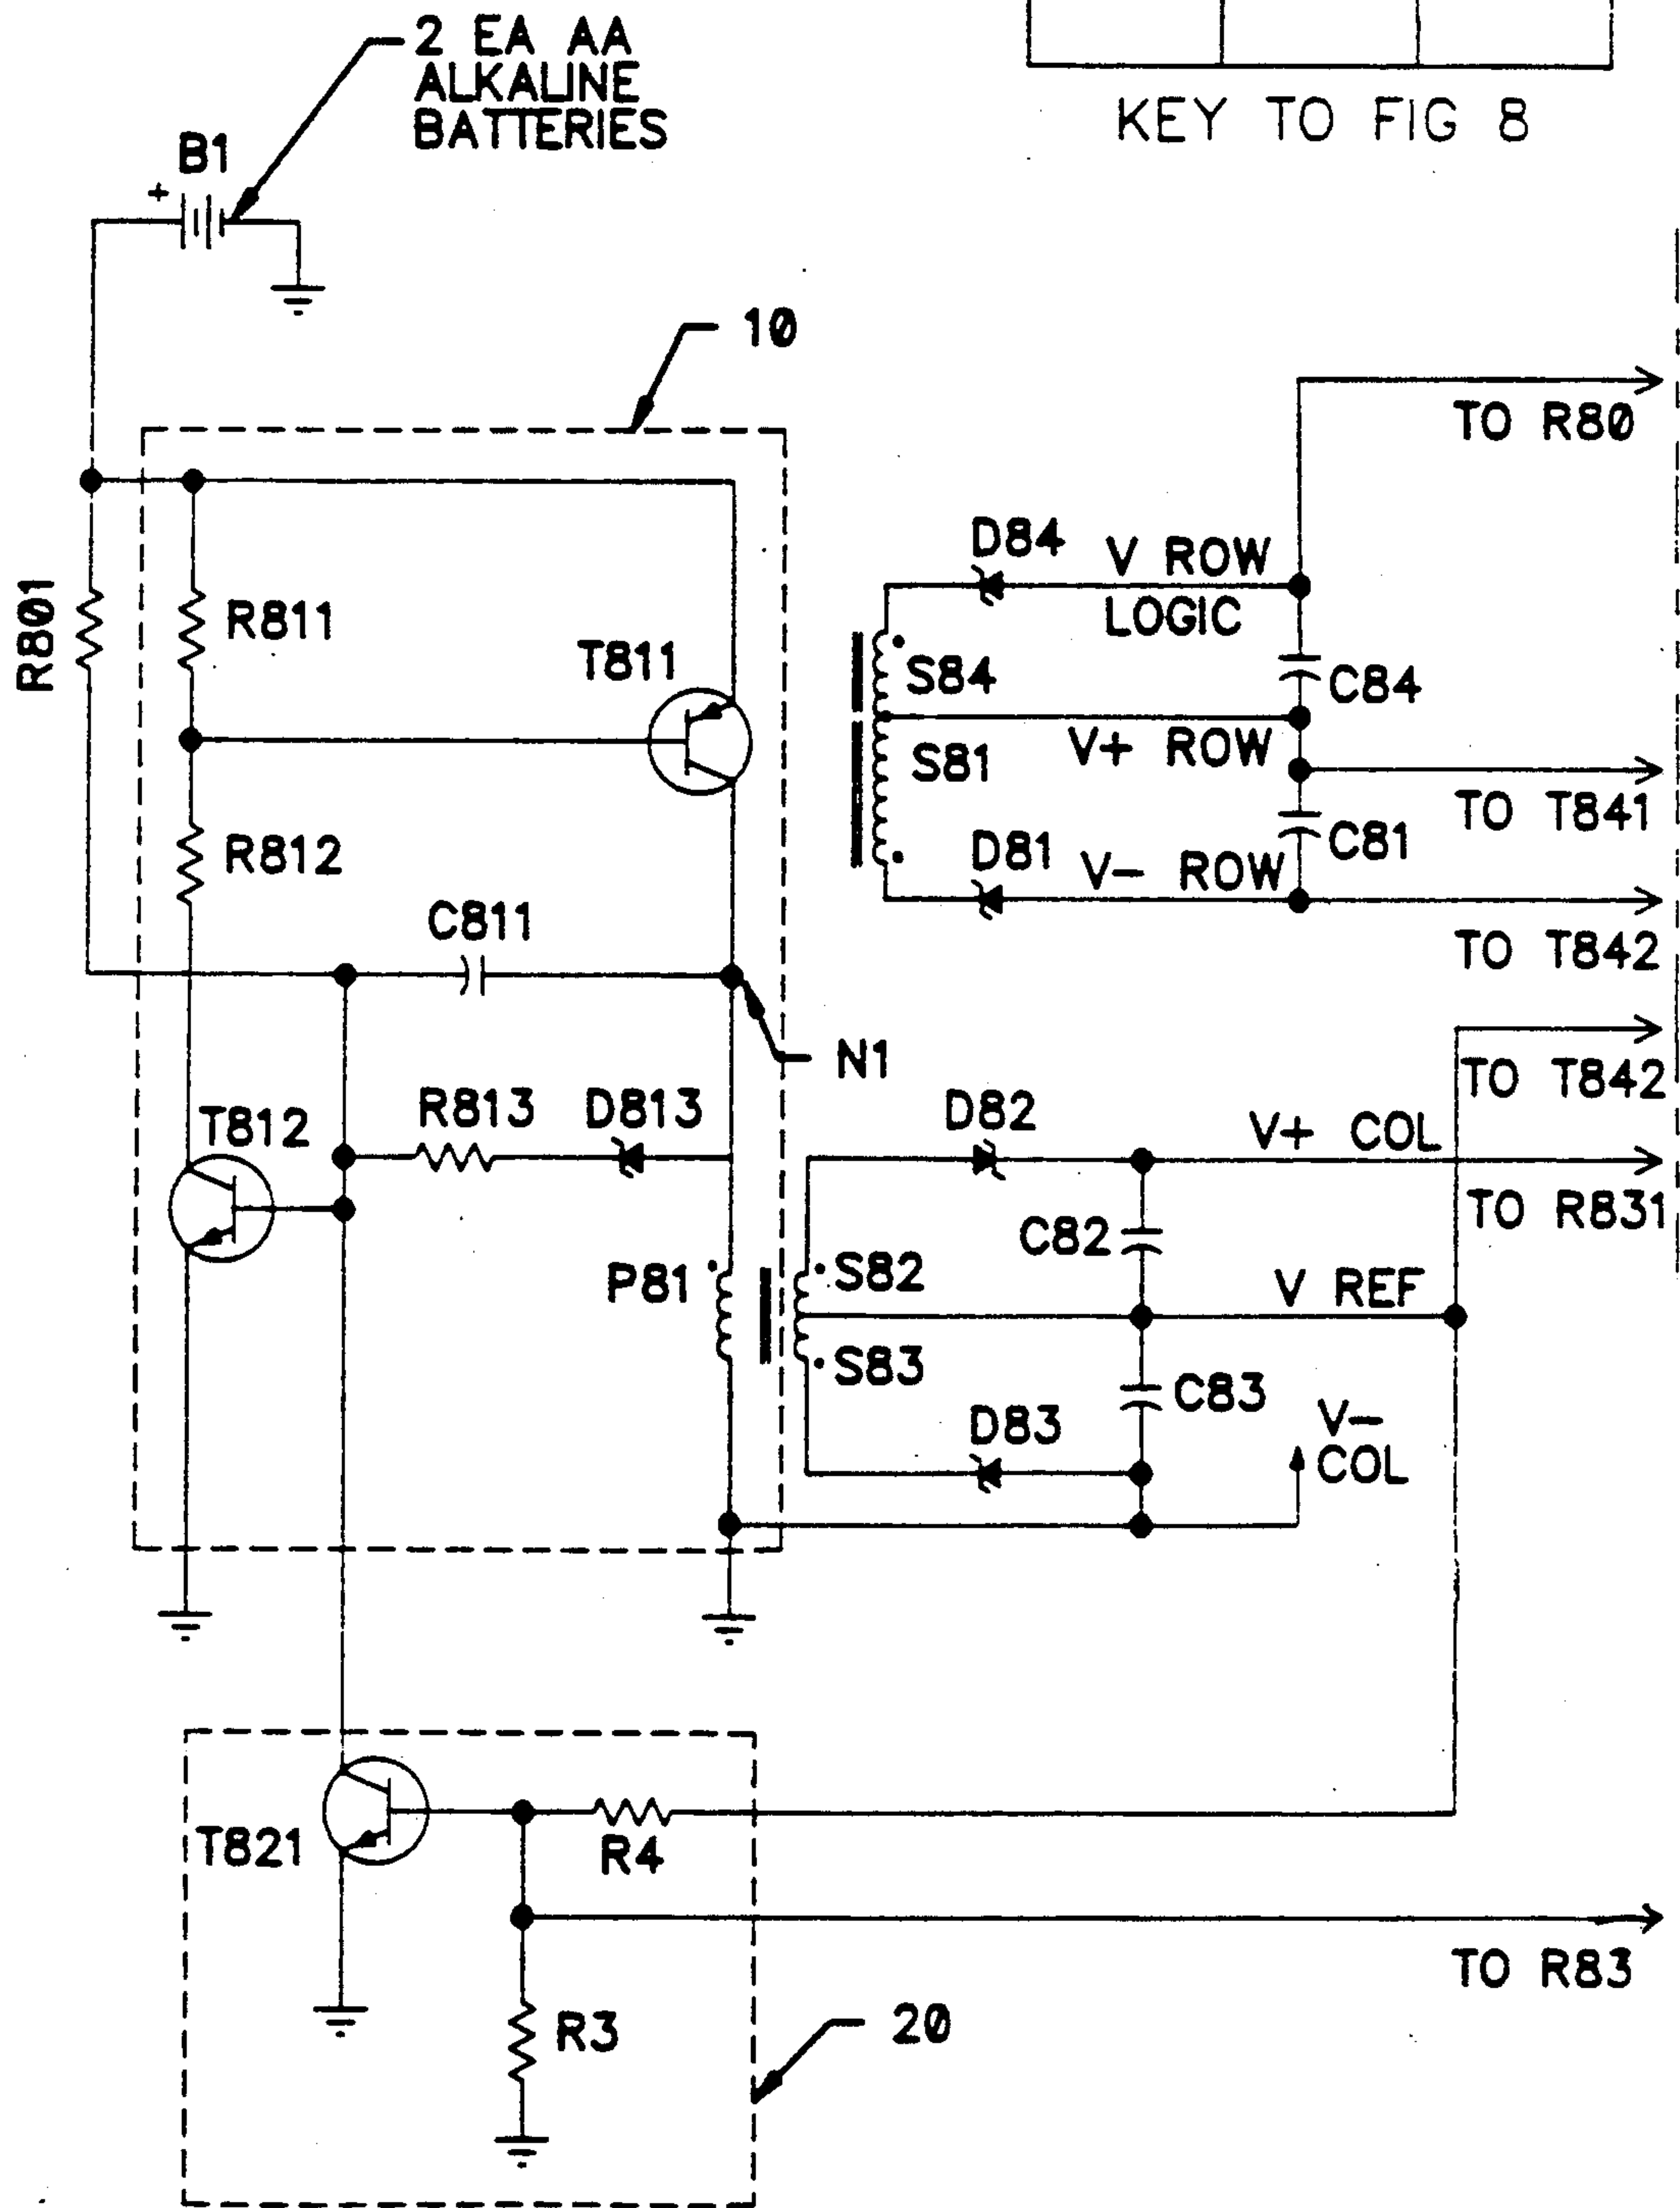 2 EA AA
ALKALINE
BATTERIES
KEY TO FIG 8
B1
+
10
TO R80
D84
V ROW
LOGIC
R801
R811
T811
S84
C84
V+ ROW
S81
TO T841
R812
D81
V- ROW
C81
C811
TO T842
N1
TO T842
R813
D813
D82
V+ COL
T812
TO R831
C82
P81
S82
V REF
S83
C83
D83
V-
COL
T821
R4
TO R83
R3
20